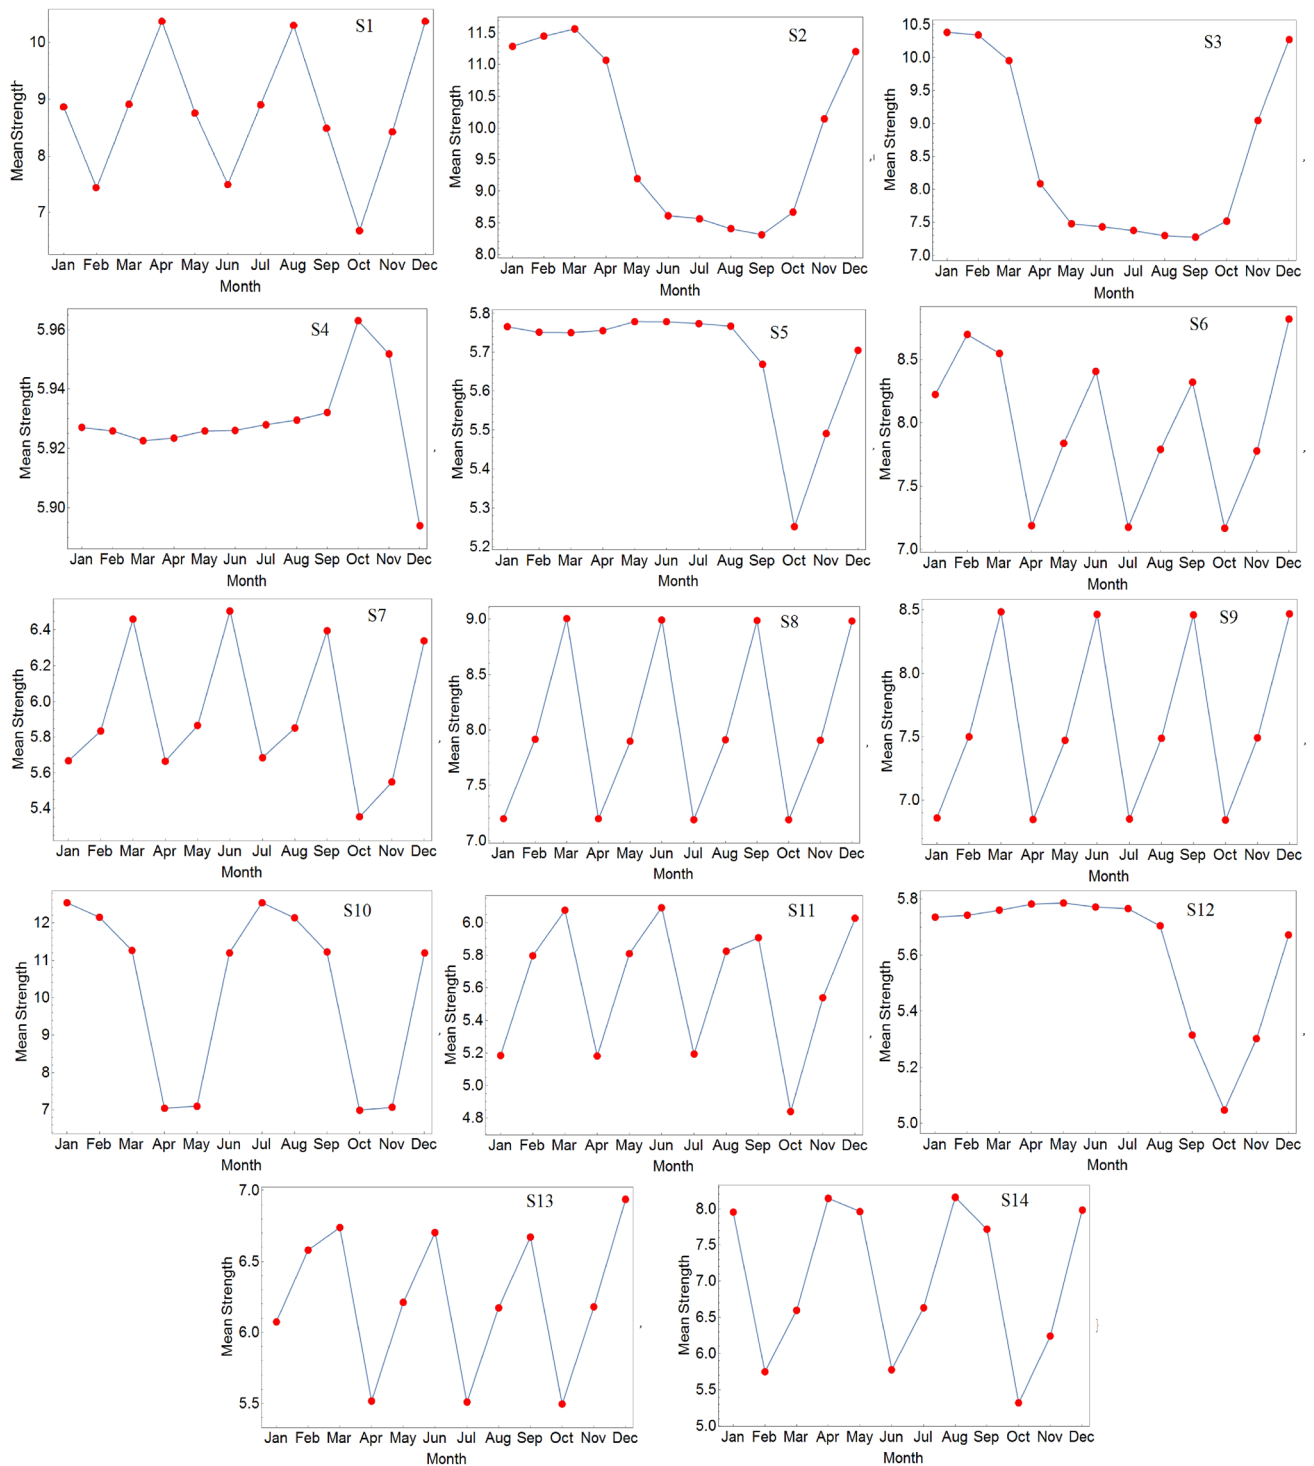 S1
Mean Strength
10
9
8
7
Jan Feb Mar Apr May Jun Jul Aug Sep Oct Nov Dec
Month
S2
Mean Strength
11.5
11.0
10.5
10.0
9.5
9.0
8.5
8.0
Jan Feb Mar Apr May Jun Jul Aug Sep Oct Nov Dec
Month
S3
Mean Strength
10.5
10.0
9.5
9.0
8.5
8.0
7.5
7.0
Jan Feb Mar Apr May Jun Jul Aug Sep Oct Nov Dec
Month
S4
Mean Strength
5.96
5.94
5.92
5.90
Jan Feb Mar Apr May Jun Jul Aug Sep Oct Nov Dec
Month
S5
Mean Strength
5.8
5.7
5.6
5.5
5.4
5.3
5.2
Jan Feb Mar Apr May Jun Jul Aug Sep Oct Nov Dec
Month
S6
Mean Strength
8.5
8.0
7.5
7.0
Jan Feb Mar Apr May Jun Jul Aug Sep Oct Nov Dec
Month
S7
Mean Strength
6.4
6.2
6.0
5.8
5.6
5.4
Jan Feb Mar Apr May Jun Jul Aug Sep Oct Nov Dec
Month
S8
Mean Strength
9.0
8.5
8.0
7.5
7.0
Jan Feb Mar Apr May Jun Jul Aug Sep Oct Nov Dec
Month
S9
Mean Strength
8.5
8.0
7.5
7.0
Jan Feb Mar Apr May Jun Jul Aug Sep Oct Nov Dec
Month
S10
Mean Strength
12
11
10
9
8
7
Jan Feb Mar Apr May Jun Jul Aug Sep Oct Nov Dec
Month
S11
Mean Strength
6.0
5.8
5.6
5.4
5.2
5.0
4.8
Jan Feb Mar Apr May Jun Jul Aug Sep Oct Nov Dec
Month
S12
Mean Strength
5.8
5.6
5.4
5.2
5.0
Jan Feb Mar Apr May Jun Jul Aug Sep Oct Nov Dec
Month
S13
Mean Strength
7.0
6.5
6.0
5.5
Jan Feb Mar Apr May Jun Jul Aug Sep Oct Nov Dec
Month
S14
Mean Strength
8.0
7.5
7.0
6.5
6.0
5.5
5.0
Jan Feb Mar Apr May Jun Jul Aug Sep Oct Nov Dec
Month